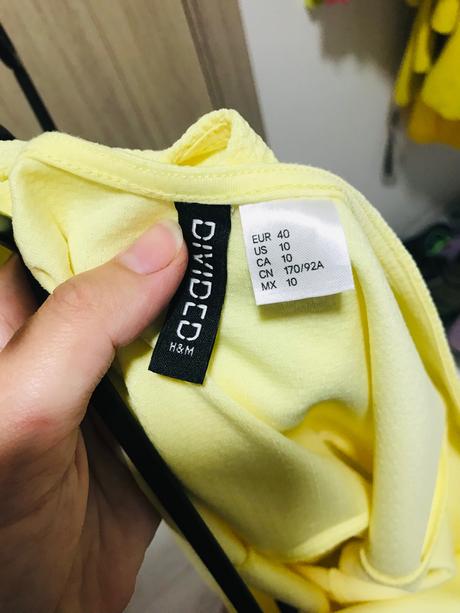 DIVIDED
H&M
EUR 40
US 10
CA 10
CN 170/92A
MX 10